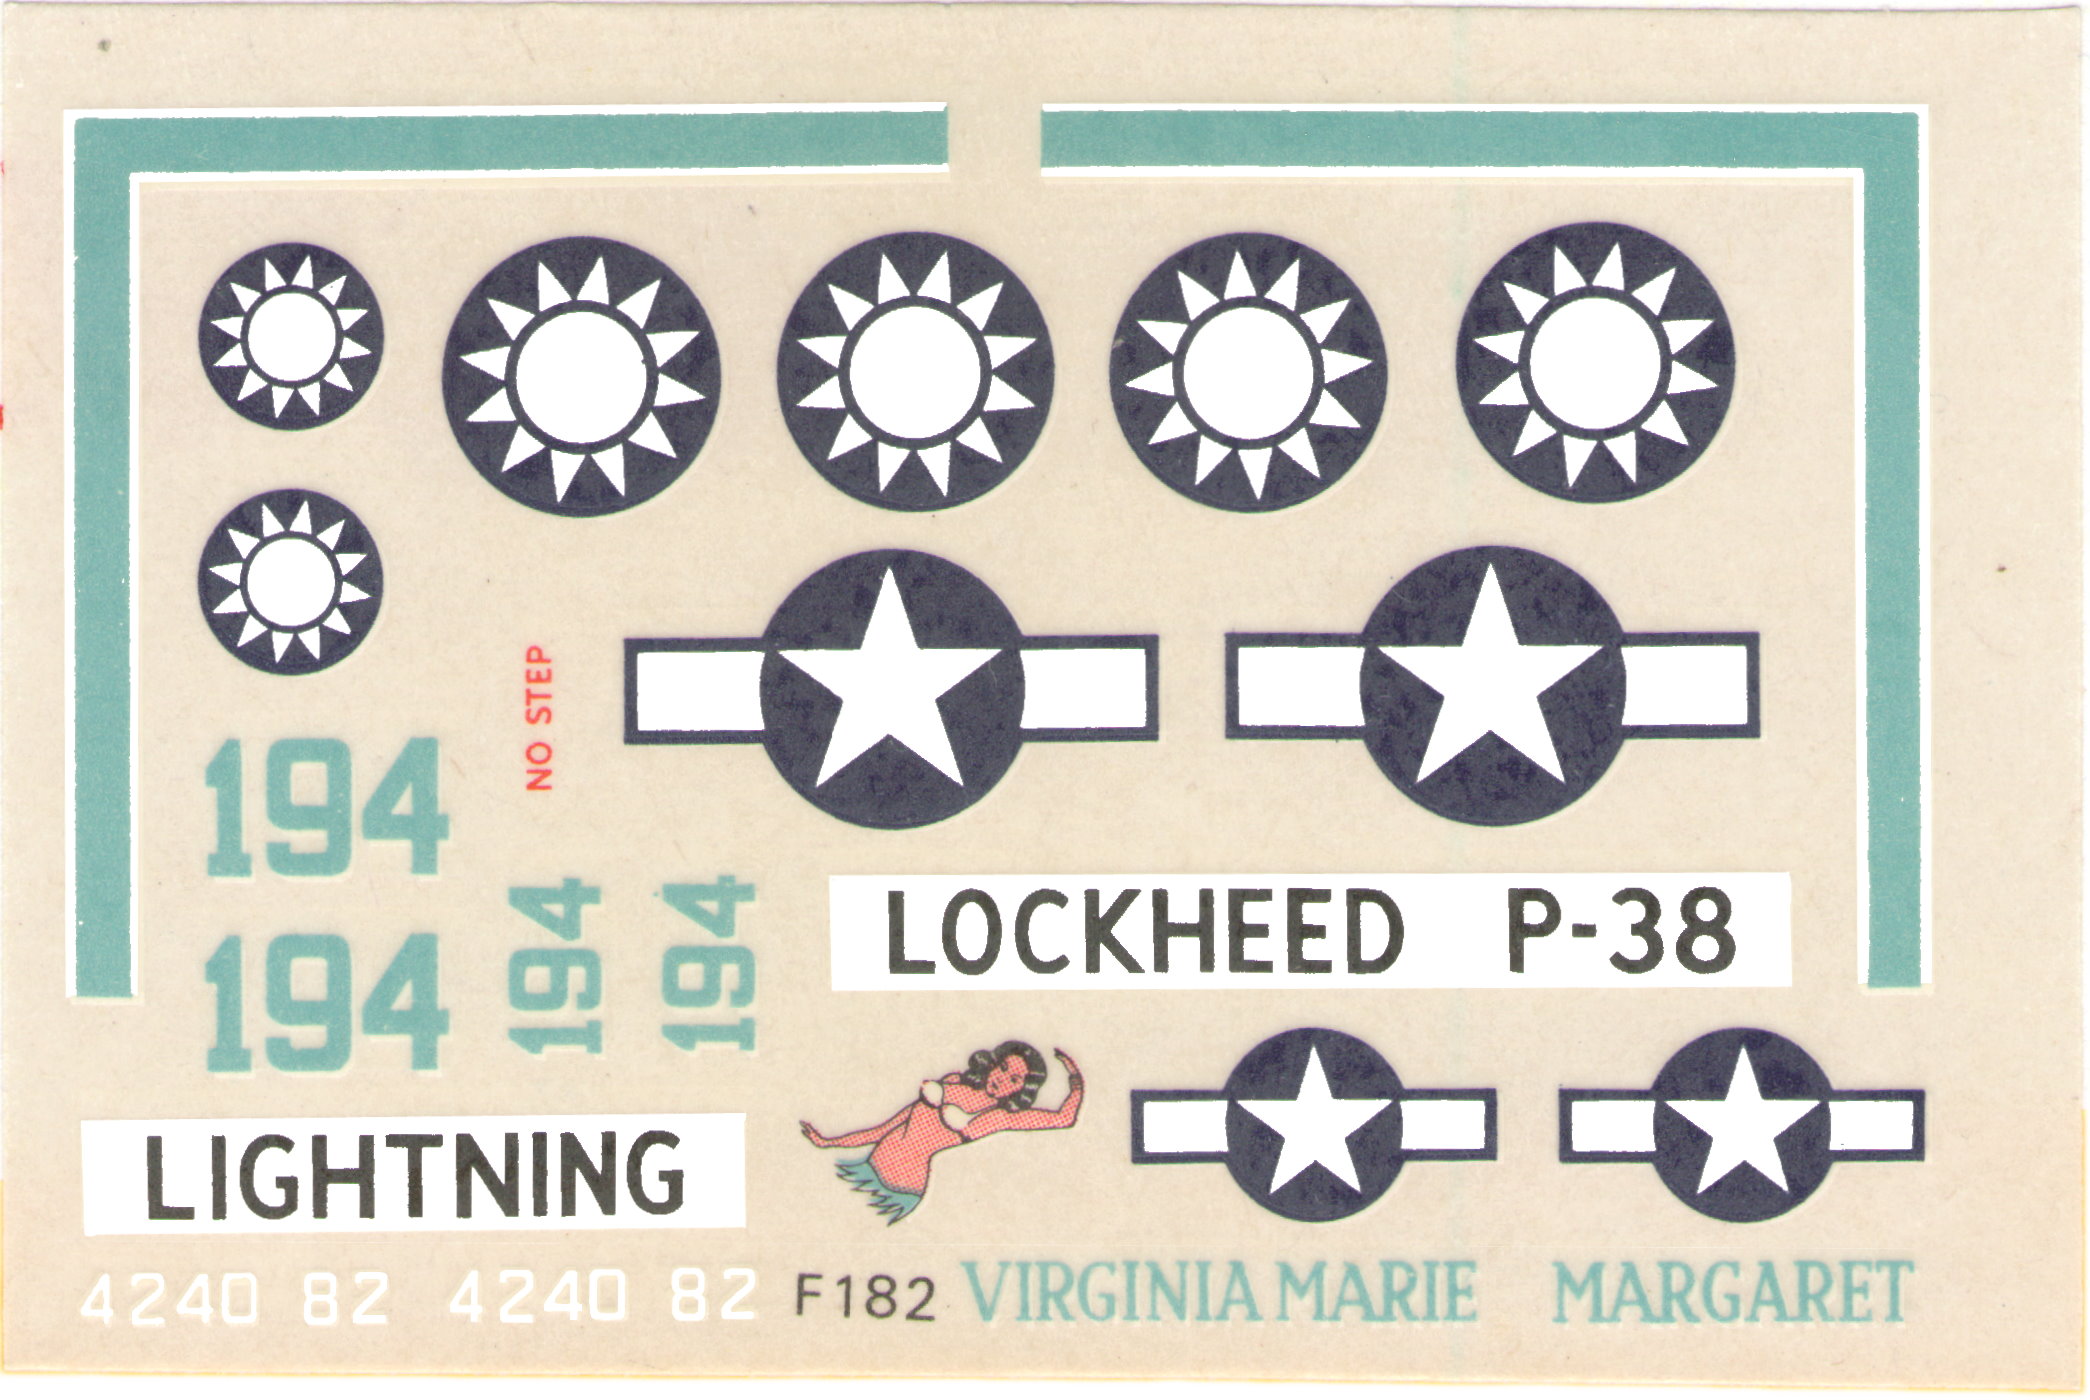 NO STEP
194
194
194
194
LOCKHEED P-38
LIGHTNING
4240 82 4240 82 F182 VIRGINIA MARIE MARGARET